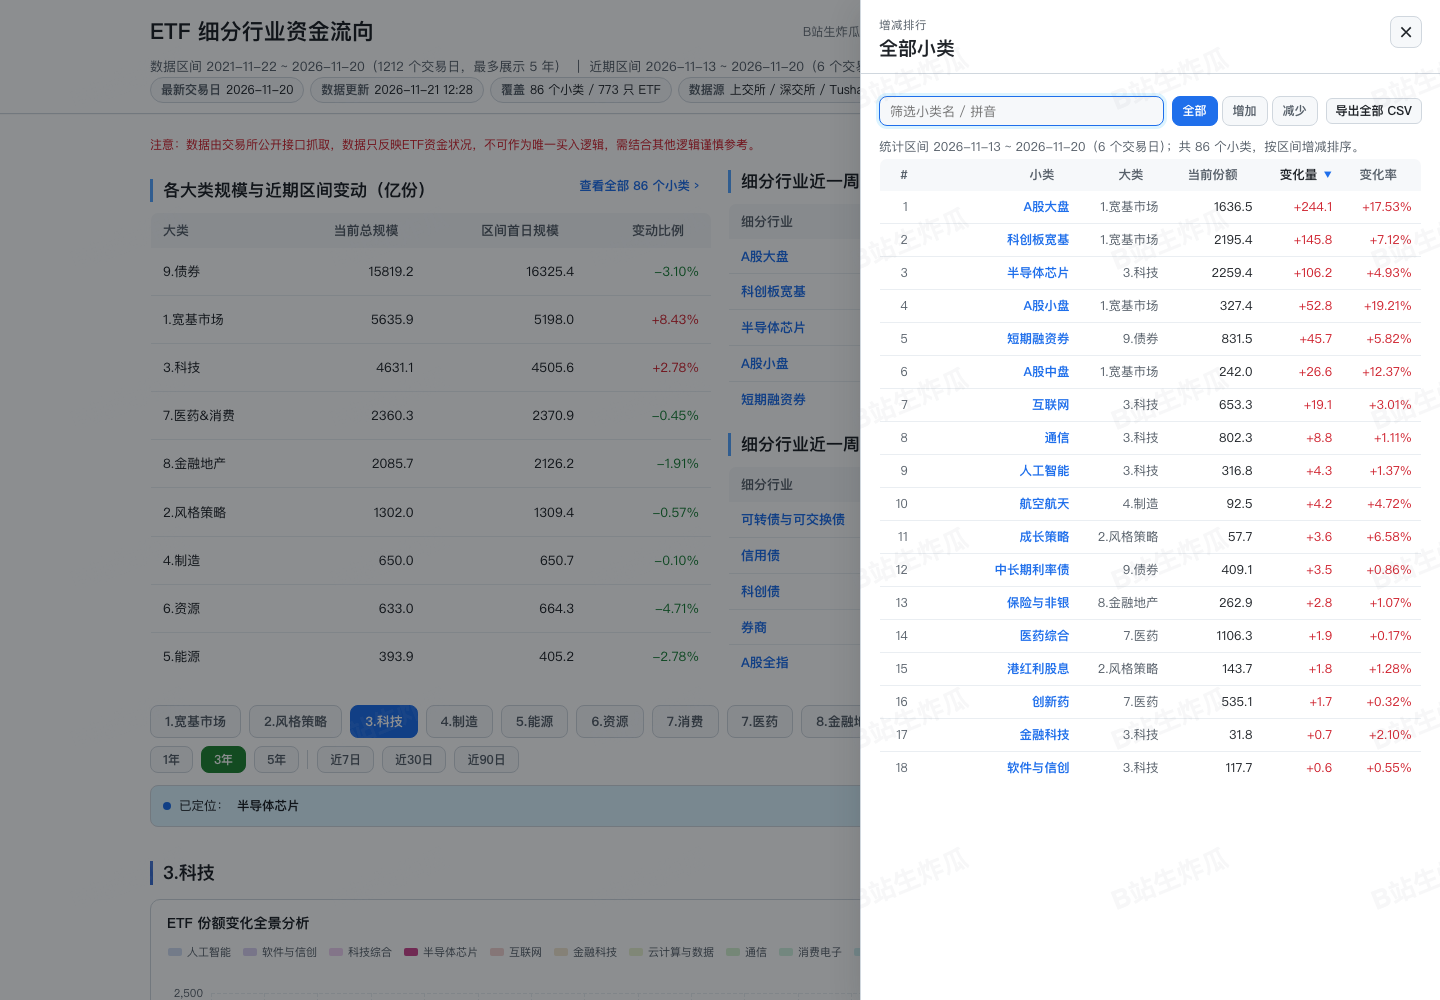 ETF 细分行业资金流向
B站生炸瓜
数据区间 2021-11-22 ~ 2026-11-20（1212 个交易日，最多展示 5 年） ｜ 近期区间 2026-11-13 ~ 2026-11-20（6 个交易
最新交易日 2026-11-20
数据更新 2026-11-21 12:28
覆盖 86 个小类 / 773 只 ETF
数据源 上交所 / 深交所 / Tusha
注意：数据由交易所公开接口抓取，数据只反映ETF资金状况，不可作为唯一买入逻辑，需结合其他逻辑谨慎参考。
各大类规模与近期区间变动（亿份）
查看全部 86 个小类 ›
大类 当前总规模 区间首日规模 变动比例
9.债券 15819.2 16325.4 -3.10%
1.宽基市场 5635.9 5198.0 +8.43%
3.科技 4631.1 4505.6 +2.78%
7.医药&消费 2360.3 2370.9 -0.45%
8.金融地产 2085.7 2126.2 -1.91%
2.风格策略 1302.0 1309.4 -0.57%
4.制造 650.0 650.7 -0.10%
6.资源 633.0 664.3 -4.71%
5.能源 393.9 405.2 -2.78%
细分行业近一周
细分行业
A股大盘
科创板宽基
半导体芯片
A股小盘
短期融资券
细分行业近一周
细分行业
可转债与可交换债
信用债
科创债
券商
A股全指
1.宽基市场 2.风格策略 3.科技 4.制造 5.能源 6.资源 7.消费 7.医药 8.金融地
1年 3年 5年 近7日 近30日 近90日
已定位： 半导体芯片
3.科技
ETF 份额变化全景分析
人工智能 软件与信创 科技综合 半导体芯片 互联网 金融科技 云计算与数据 通信 消费电子
2,500
增减排行
全部小类
✕
筛选小类名 / 拼音
全部 增加 减少 导出全部 CSV
统计区间 2026-11-13 ~ 2026-11-20（6 个交易日）；共 86 个小类，按区间增减排序。
# 小类 大类 当前份额 变化量 ▼ 变化率
1 A股大盘 1.宽基市场 1636.5 +244.1 +17.53%
2 科创板宽基 1.宽基市场 2195.4 +145.8 +7.12%
3 半导体芯片 3.科技 2259.4 +106.2 +4.93%
4 A股小盘 1.宽基市场 327.4 +52.8 +19.21%
5 短期融资券 9.债券 831.5 +45.7 +5.82%
6 A股中盘 1.宽基市场 242.0 +26.6 +12.37%
7 互联网 3.科技 653.3 +19.1 +3.01%
8 通信 3.科技 802.3 +8.8 +1.11%
9 人工智能 3.科技 316.8 +4.3 +1.37%
10 航空航天 4.制造 92.5 +4.2 +4.72%
11 成长策略 2.风格策略 57.7 +3.6 +6.58%
12 中长期利率债 9.债券 409.1 +3.5 +0.86%
13 保险与非银 8.金融地产 262.9 +2.8 +1.07%
14 医药综合 7.医药 1106.3 +1.9 +0.17%
15 港红利股息 2.风格策略 143.7 +1.8 +1.28%
16 创新药 7.医药 535.1 +1.7 +0.32%
17 金融科技 3.科技 31.8 +0.7 +2.10%
18 软件与信创 3.科技 117.7 +0.6 +0.55%
B站生炸瓜